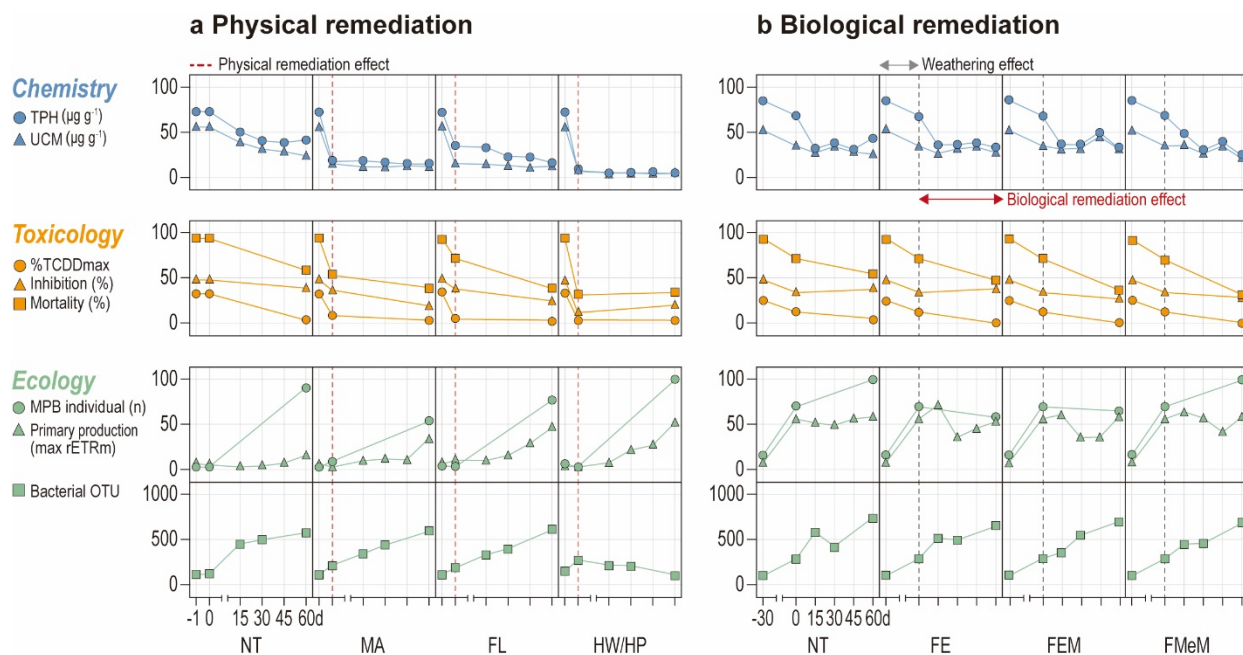 a Physical remediation
b Biological remediation
Physical remediation effect
Weathering effect
Chemistry
TPH (µg g⁻¹)
UCM (µg g⁻¹)
100
50
0
100
50
0
Biological remediation effect
Toxicology
%TCDDmax
Inhibition (%)
Mortality (%)
100
50
0
100
50
0
Ecology
MPB individual (n)
Primary production
(max rETRm)
Bacterial OTU
100
50
0
100
50
0
1000
500
0
1000
500
0
-1 0 15 30 45 60d
-30 0 15 30 45 60d
NT MA FL HW/HP
NT FE FEM FMeM